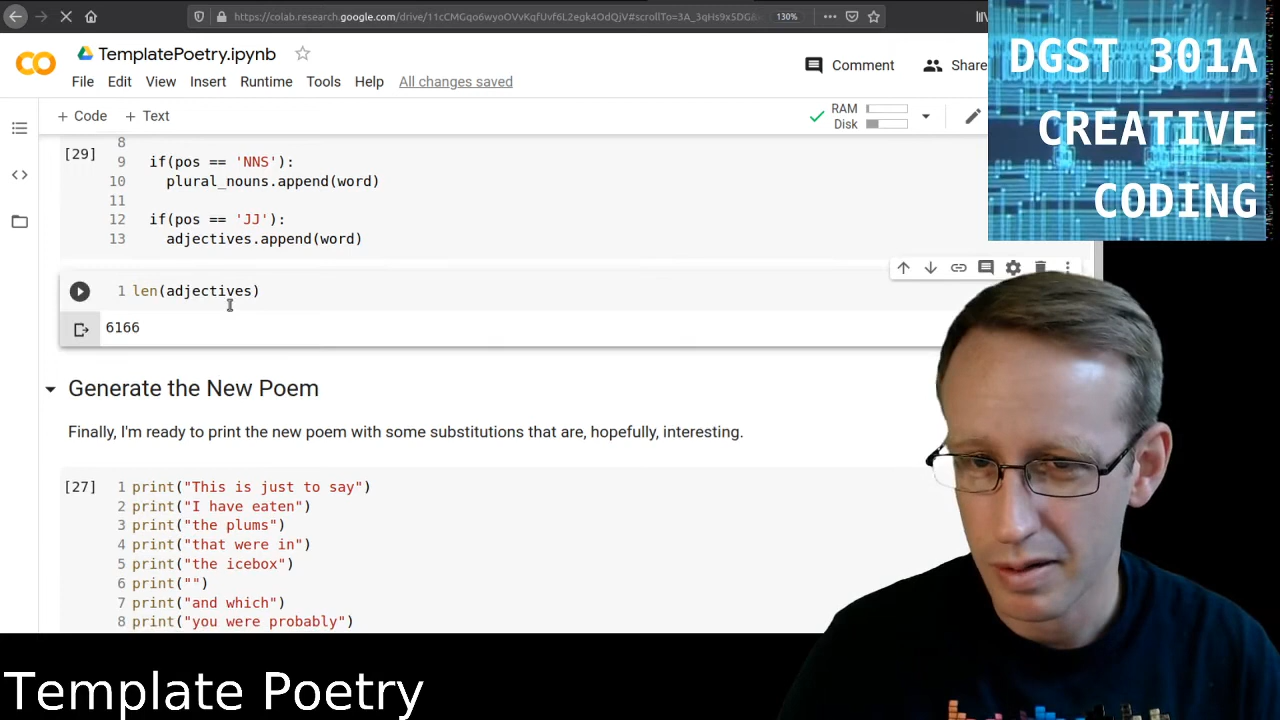 https://colab.research.google.com/drive/11cCMGqo6wyoOVvKqfUvf6L2egk4OdQjV#scrollTo=3A_3qHs9x5DG& 130%
TemplatePoetry.ipynb
Comment Share
File Edit View Insert Runtime Tools Help All changes saved
+ Code + Text
RAM
Disk
8
[29] 9 if(pos == 'NNS'):
10 plural_nouns.append(word)
11
12 if(pos == 'JJ'):
13 adjectives.append(word)
1 len(adjectives)
6166
Generate the New Poem
Finally, I'm ready to print the new poem with some substitutions that are, hopefully, interesting.
[27] 1 print("This is just to say")
2 print("I have eaten")
3 print("the plums")
4 print("that were in")
5 print("the icebox")
6 print("")
7 print("and which")
8 print("you were probably")
DGST 301A
CREATIVE
CODING
Template Poetry